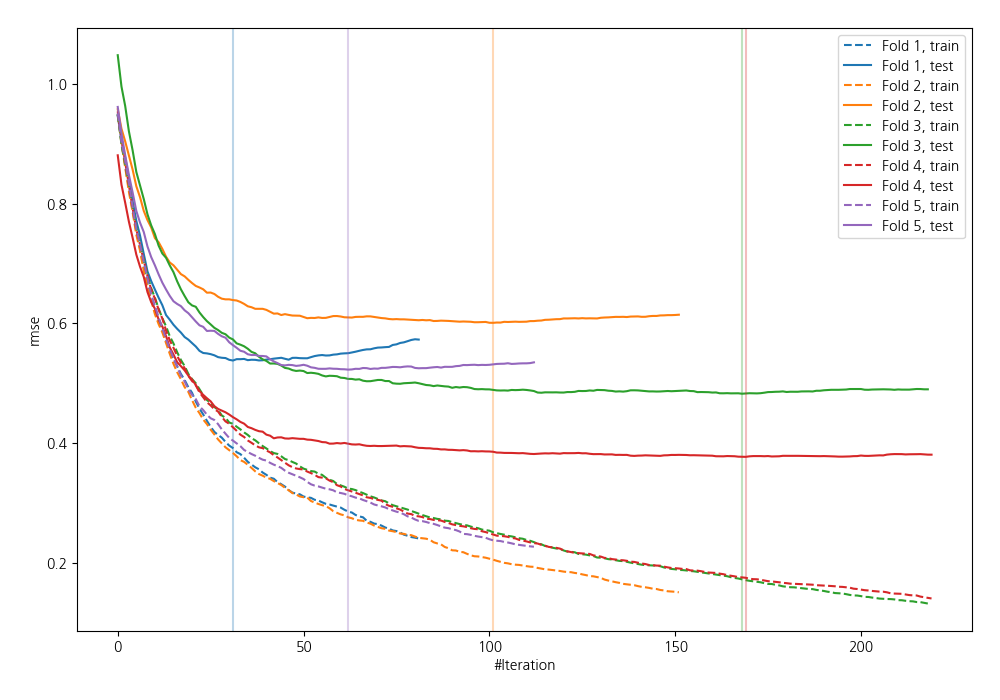 1.0
0.8
0.6
0.4
0.2
rmse
0
50
100
150
200
#Iteration
Fold 1, train
Fold 1, test
Fold 2, train
Fold 2, test
Fold 3, train
Fold 3, test
Fold 4, train
Fold 4, test
Fold 5, train
Fold 5, test